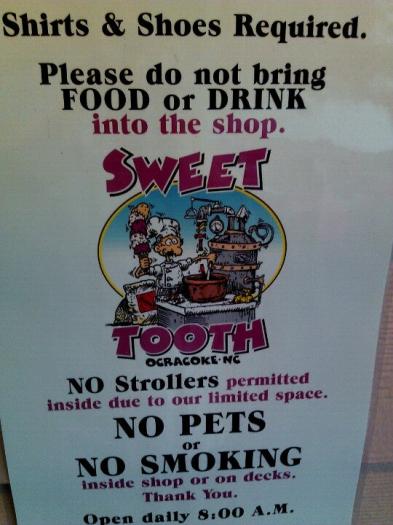 Shirts & Shoes Required.
Please do not bring
FOOD or DRINK
into the shop.
SWEET
TOOTH
OCRACOKE·NC
NO Strollers permitted
inside due to our limited space.
NO PETS
or
NO SMOKING
inside shop or on decks.
Thank You.
Open daily 8:00 A.M.